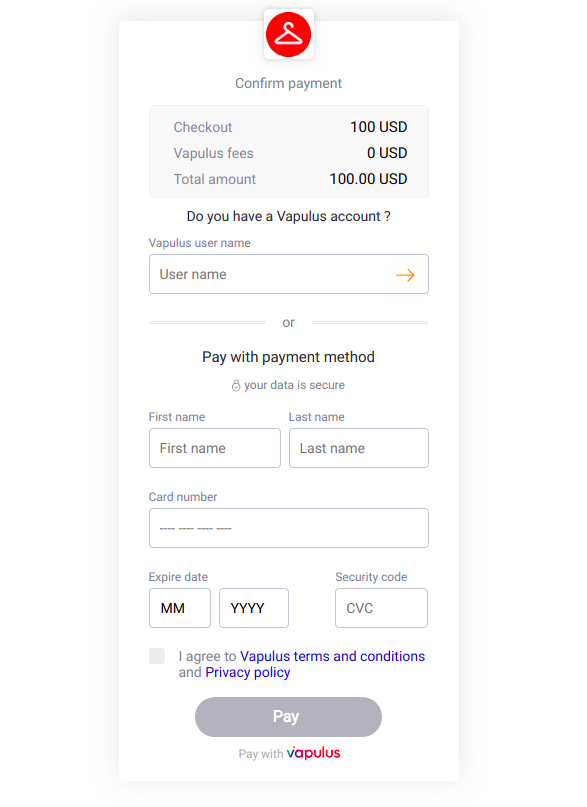 Confirm payment
Checkout 100 USD
Vapulus fees 0 USD
Total amount 100.00 USD
Do you have a Vapulus account ?
Vapulus user name
User name
or
Pay with payment method
your data is secure
First name Last name
First name Last name
Card number
---- ---- ---- ----
Expire date Security code
MM YYYY CVC
I agree to Vapulus terms and conditions
and Privacy policy
Pay
Pay with vapulus